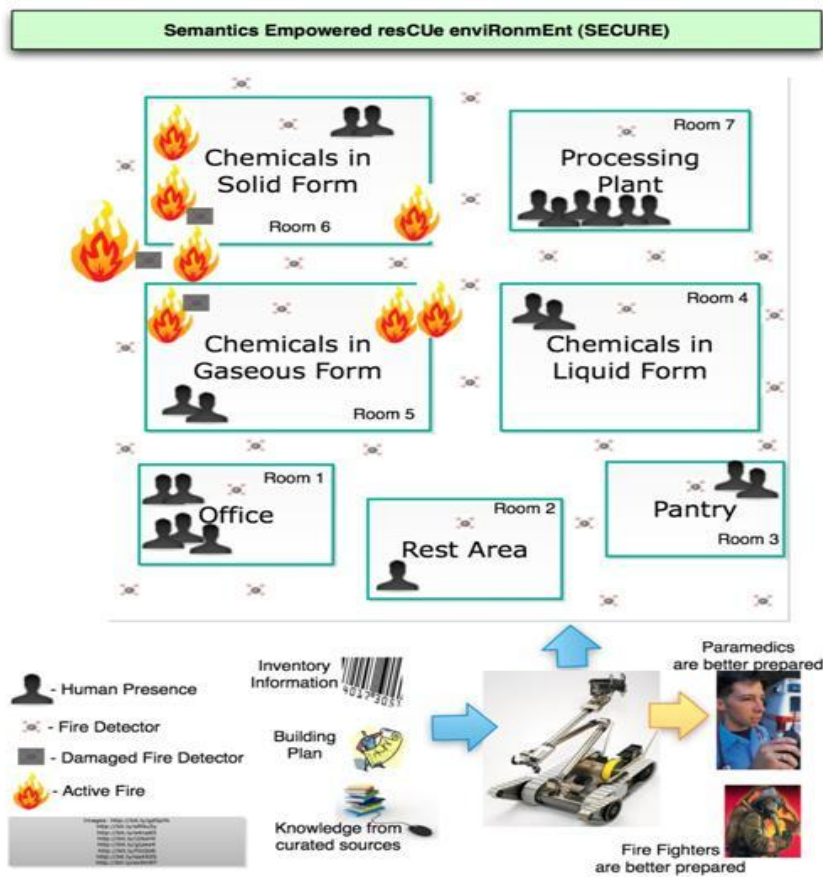 Semantics Empowered resCUe enviRonmEnt (SECURE)
Chemicals in
Solid Form
Room 6
Room 7
Processing
Plant
Chemicals in
Gaseous Form
Room 5
Room 4
Chemicals in
Liquid Form
Room 1
Office
Room 2
Rest Area
Pantry
Room 3
- Human Presence
- Fire Detector
- Damaged Fire Detector
- Active Fire
Inventory
Information
Building
Plan
Knowledge from
curated sources
Paramedics
are better prepared
Fire Fighters
are better prepared